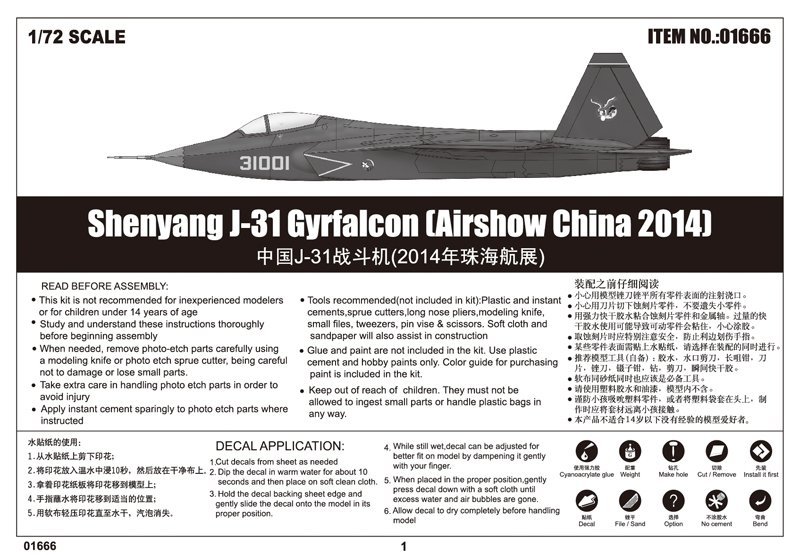 1/72 SCALE
ITEM NO.:01666
31001
Shenyang J-31 Gyrfalcon (Airshow China 2014)
中国J-31战斗机(2014年珠海航展)
READ BEFORE ASSEMBLY:
• This kit is not recommended for inexperienced modelers
or for children under 14 years of age
• Study and understand these instructions thoroughly
before beginning assembly
• When needed, remove photo-etch parts carefully using
a modeling knife or photo etch sprue cutter, being careful
not to damage or lose small parts.
• Take extra care in handling photo etch parts in order to
avoid injury
• Apply instant cement sparingly to photo etch parts where
instructed
• Tools recommended(not included in kit):Plastic and instant
cements,sprue cutters,long nose pliers,modeling knife,
small files, tweezers, pin vise & scissors. Soft cloth and
sandpaper will also assist in construction
• Glue and paint are not included in the kit. Use plastic
cement and hobby paints only. Color guide for purchasing
paint is included in the kit.
• Keep out of reach of children. They must not be
allowed to ingest small parts or handle plastic bags in
any way.
装配之前仔细阅读
• 小心用模型锉刀锉平所有零件表面的注射浇口。
• 小心用刀片切下蚀刻片零件，不要遗失小零件。
• 用强力快干胶水粘合蚀刻片零件和金属轴。过量的快
干胶水使用可能导致可动零件会粘住，小心涂胶。
• 取蚀刻片时应特别注意安全，防止利边划伤手指。
• 某些零件表面需贴上水贴纸，请选择在装配的同时进行。
• 推荐模型工具(自备)：胶水，水口剪刀，长咀钳，刀
片，锉刀，镊子钳，钻，剪刀，瞬间快干胶。
• 软布同砂纸同时也应该是必备工具。
• 请使用塑料胶水和油漆，模型内不含。
• 谨防小孩吸吮塑料零件，或者将塑料袋套在头上，制
作时应将套材远离小孩接触。
• 本产品不适合14岁以下没有经验的模型爱好者。
水贴纸的使用：
1.从水贴纸上剪下印花；
2.将印花放入温水中浸10秒，然后放在干净布上。
3.拿着印花纸板将印花移到模型上；
4.手指蘸水将印花移到适当的位置；
5.用软布轻压印花直至水干，汽泡消失.
DECAL APPLICATION:
1.Cut decals from sheet as needed
2. Dip the decal in warm water for about 10
seconds and then place on soft clean cloth.
3. Hold the decal backing sheet edge and
gently slide the decal onto the model in its
proper position.
4. While still wet,decal can be adjusted for
better fit on model by dampening it gently
with your finger.
5. When placed in the proper position,gently
press decal down with a soft cloth until
excess water and air bubbles are gone.
6. Allow decal to dry completely before handling
model
使用强力胶 配重 钻孔 切除 先装
Cyanoacrylate glue Weight Make hole Cut / Remove Install it first
贴纸 锉平 选择 不涂胶水 弯曲
Decal File / Sand Option No cement Bend
01666
1